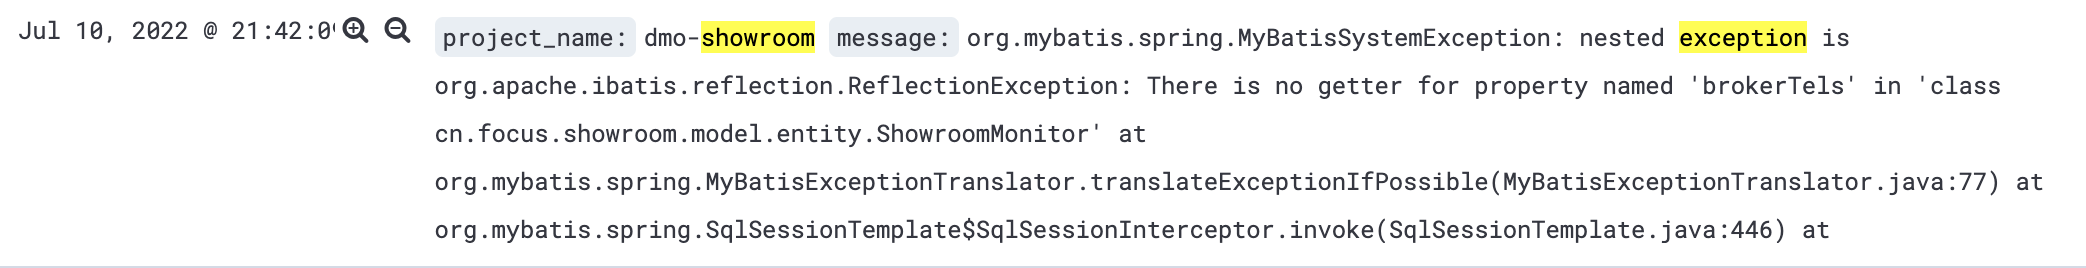 Jul 10, 2022 @ 21:42:0 project_name: dmo-showroom message: org.mybatis.spring.MyBatisSystemException: nested exception is
org.apache.ibatis.reflection.ReflectionException: There is no getter for property named 'brokerTels' in 'class
cn.focus.showroom.model.entity.ShowroomMonitor' at
org.mybatis.spring.MyBatisExceptionTranslator.translateExceptionIfPossible(MyBatisExceptionTranslator.java:77) at
org.mybatis.spring.SqlSessionTemplate$SqlSessionInterceptor.invoke(SqlSessionTemplate.java:446) at